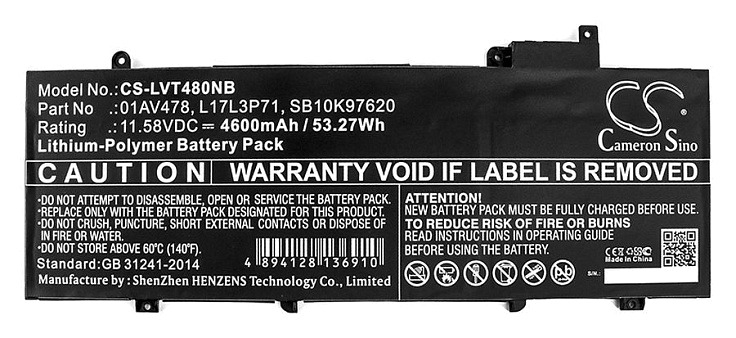 Model No.:CS-LVT480NB
Part No :01AV478, L17L3P71, SB10K97620
Rating :11.58VDC⎓4600mAh / 53.27Wh
Lithium-Polymer Battery Pack
CS
Cameron Sino
CAUTION
WARRANTY VOID IF LABEL IS REMOVED
•DO NOT ATTEMPT TO DISASSEMBLE, OPEN OR SERVICE THE BATTERY PACK.
•REPLACE ONLY WITH THE BATTERY PACK DESIGNATED FOR THIS PRODUCT.
•DO NOT CRUSH, PUNCTURE, SHORT EXTERNAL CONTACTS OR DISPOSE OF
IN FIRE OR WATER.
•DO NOT STORE ABOVE 60°C (140°F).
Standard:GB 31241-2014
4 894128 136910
Manufacture by :ShenZhen HENZENS Technology Co., Limited
ATTENTION!
NEW BATTERY PACK MUST BE FULLY CHARGED BEFORE USE.
TO REDUCE RISK OF FIRE OR BURNS
READ INSTRUCTION IN OPERATING GUIDE
BEFORE USING THE BATTERY.
Made In China
S/N.: